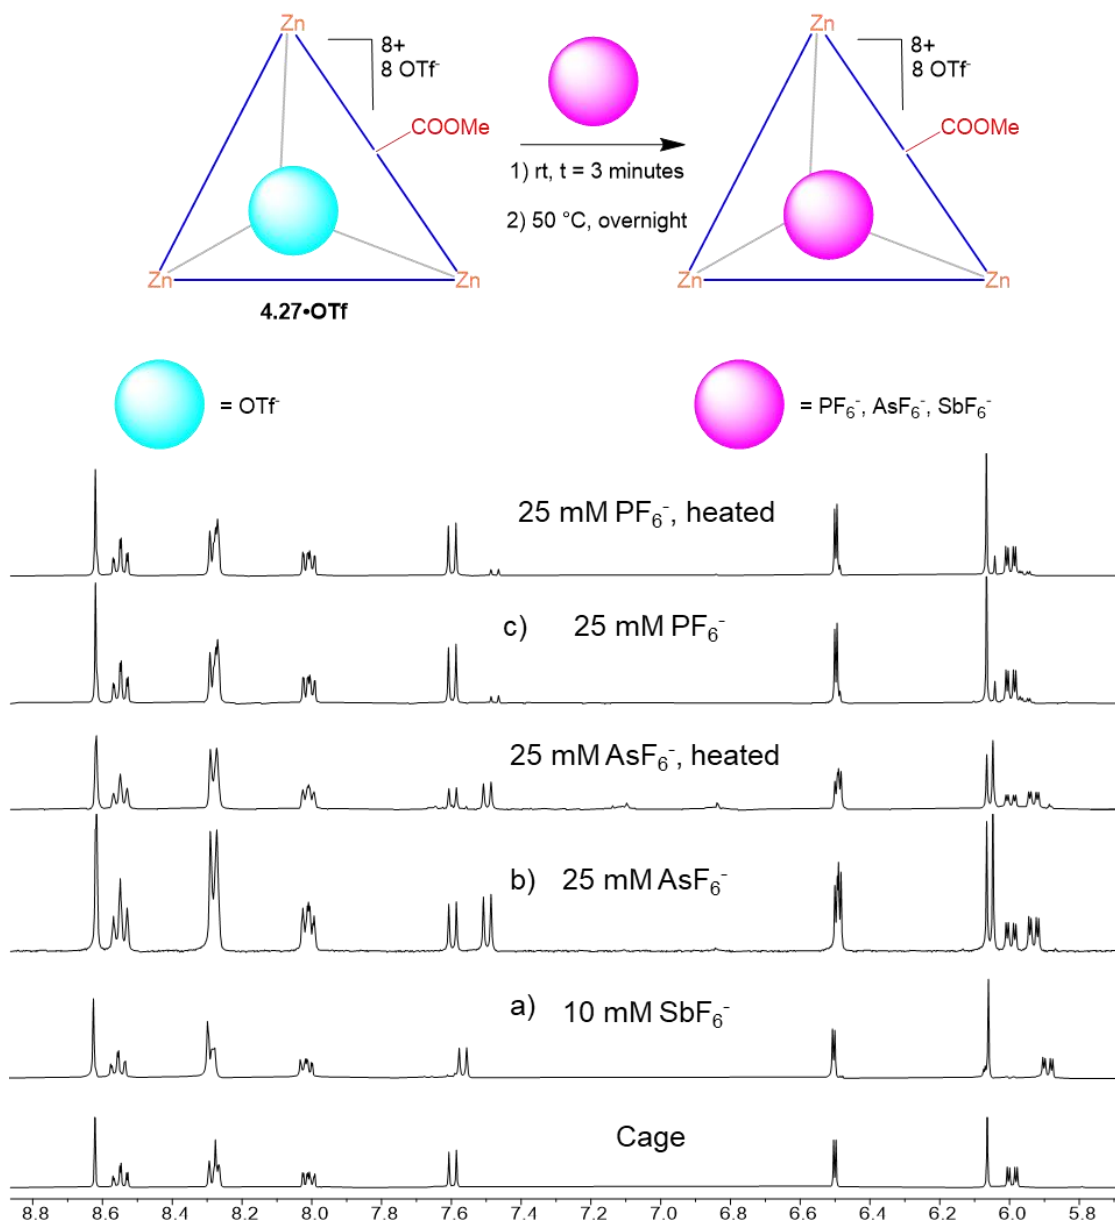 Zn
8+
8 OTf⁻
COOMe
Zn
Zn
4.27•OTf
1) rt, t = 3 minutes
2) 50 °C, overnight
Zn
8+
8 OTf⁻
COOMe
Zn
Zn
= OTf⁻
= PF₆⁻, AsF₆⁻, SbF₆⁻
25 mM PF₆⁻, heated
c) 25 mM PF₆⁻
25 mM AsF₆⁻, heated
b) 25 mM AsF₆⁻
a) 10 mM SbF₆⁻
Cage
8.8 8.6 8.4 8.2 8.0 7.8 7.6 7.4 7.2 7.0 6.8 6.6 6.4 6.2 6.0 5.8